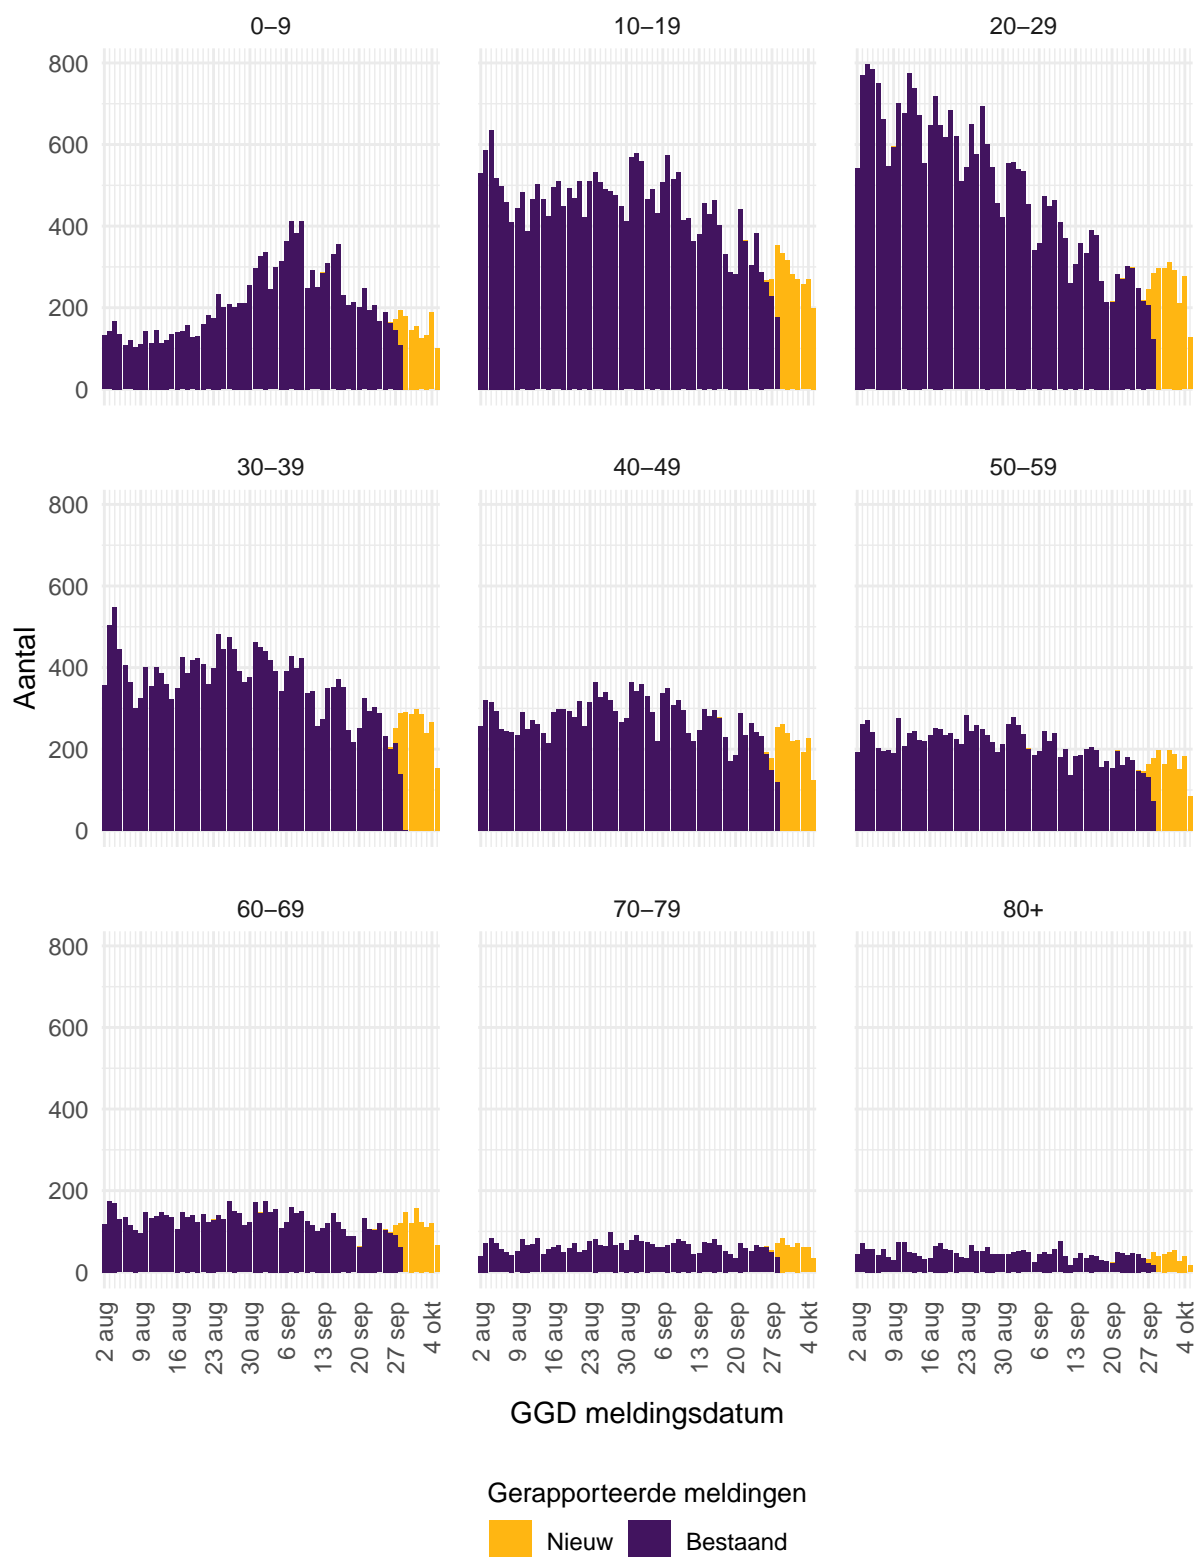 0–9 10–19 20–29
800
600
400
200
0
30–39 40–49 50–59
800
600
400
200
0
Aantal
60–69 70–79 80+
800
600
400
200
0
2 aug 9 aug 16 aug 23 aug 30 aug 6 sep 13 sep 20 sep 27 sep 4 okt 2 aug 9 aug 16 aug 23 aug 30 aug 6 sep 13 sep 20 sep 27 sep 4 okt 2 aug 9 aug 16 aug 23 aug 30 aug 6 sep 13 sep 20 sep 27 sep 4 okt
GGD meldingsdatum
Gerapporteerde meldingen
Nieuw Bestaand